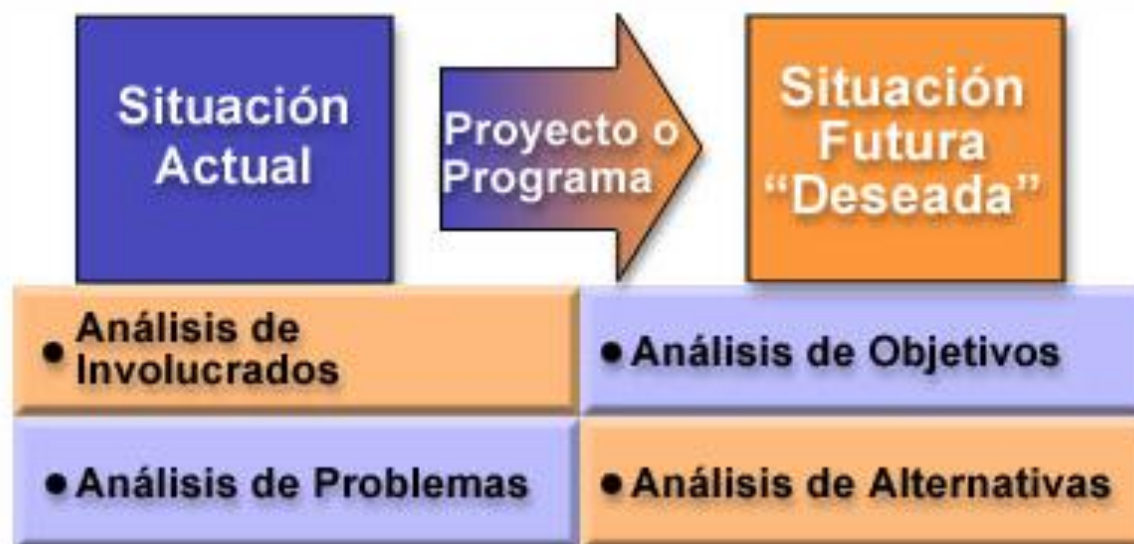 Situación
Actual
Proyecto o
Programa
Situación
Futura
“Deseada”
• Análisis de
Involucrados
• Análisis de Objetivos
• Análisis de Problemas
• Análisis de Alternativas